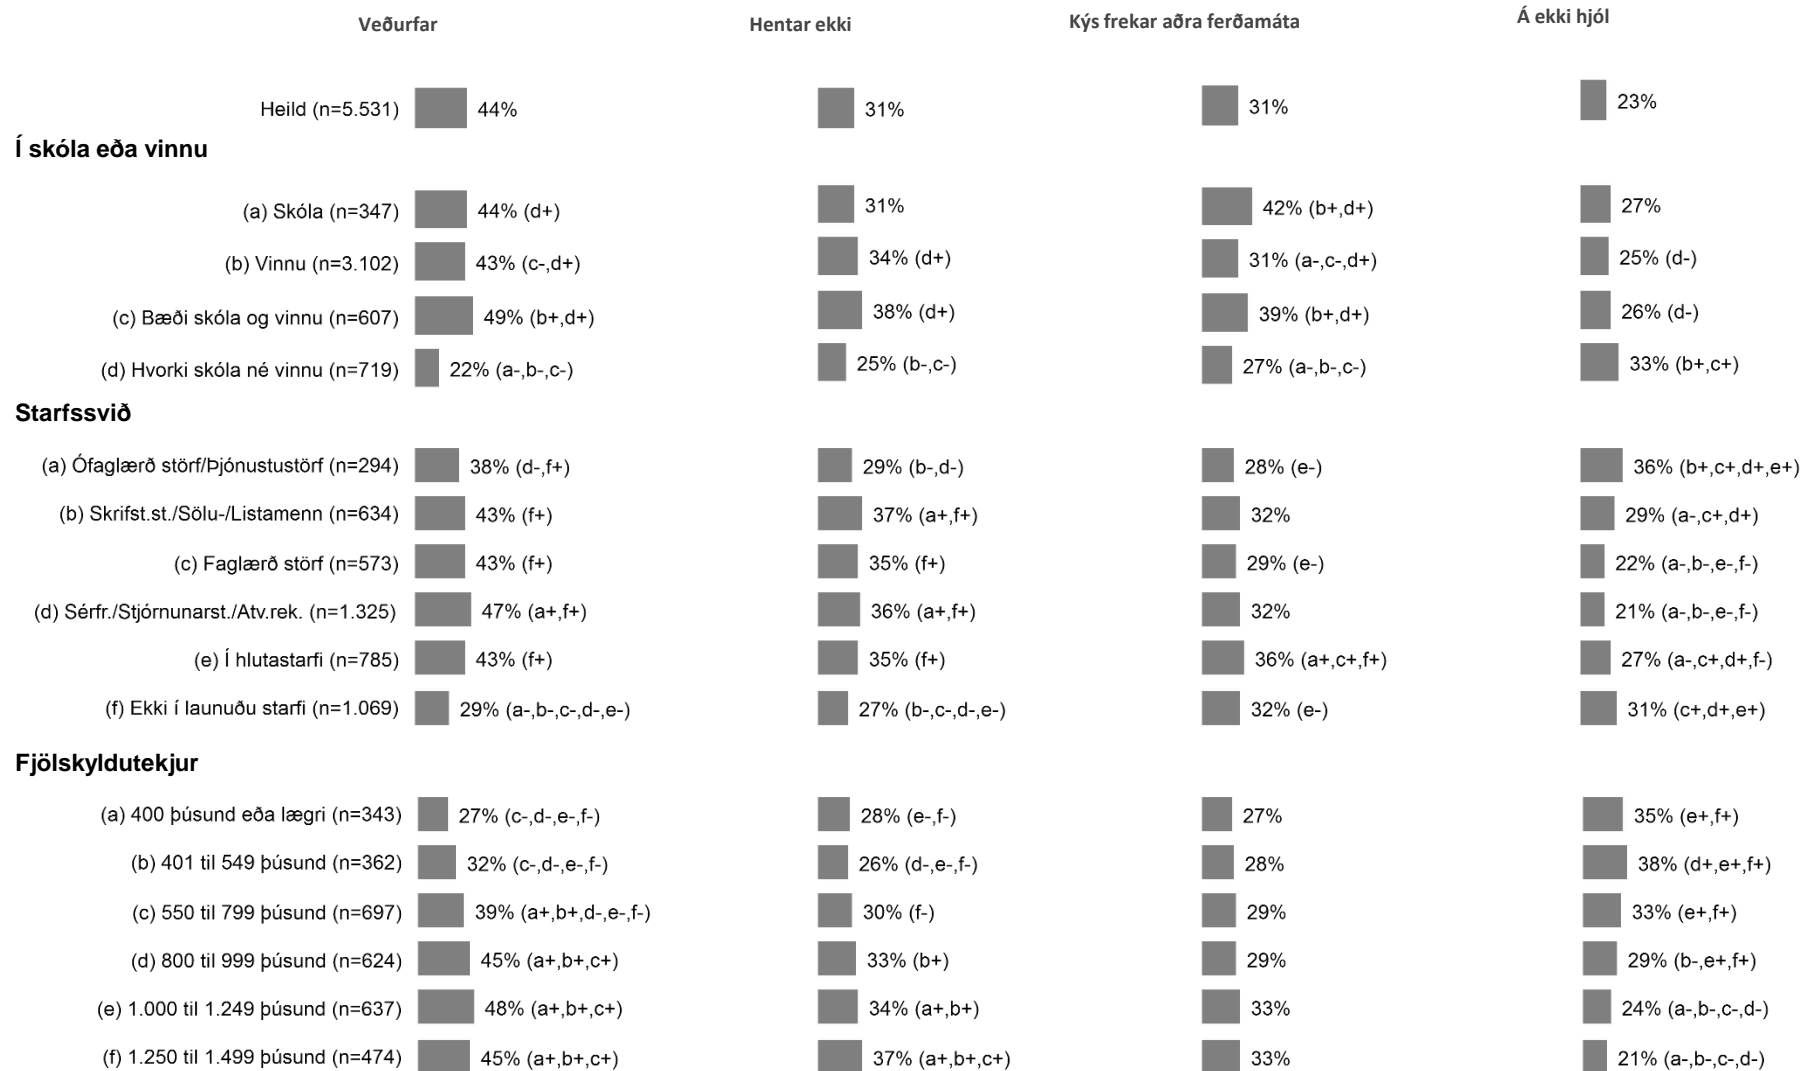 Veðurfar Hentar ekki Kýs frekar aðra ferðamáta Á ekki hjól
Heild (n=5.531) 44% 31% 31% 23%
Í skóla eða vinnu
(a) Skóla (n=347) 44% (d+) 31% 42% (b+,d+) 27%
(b) Vinnu (n=3.102) 43% (c-,d+) 34% (d+) 31% (a-,c-,d+) 25% (d-)
(c) Bæði skóla og vinnu (n=607) 49% (b+,d+) 38% (d+) 39% (b+,d+) 26% (d-)
(d) Hvorki skóla né vinnu (n=719) 22% (a-,b-,c-) 25% (b-,c-) 27% (a-,b-,c-) 33% (b+,c+)
Starfssvið
(a) Ófaglærð störf/Þjónustustörf (n=294) 38% (d-,f+) 29% (b-,d-) 28% (e-) 36% (b+,c+,d+,e+)
(b) Skrifst.st./Sölu-/Listamenn (n=634) 43% (f+) 37% (a+,f+) 32% 29% (a-,c+,d+)
(c) Faglærð störf (n=573) 43% (f+) 35% (f+) 29% (e-) 22% (a-,b-,e-,f-)
(d) Sérfr./Stjórnunarst./Atv.rek. (n=1.325) 47% (a+,f+) 36% (a+,f+) 32% 21% (a-,b-,e-,f-)
(e) Í hlutastarfi (n=785) 43% (f+) 35% (f+) 36% (a+,c+,f+) 27% (a-,c+,d+,f-)
(f) Ekki í launuðu starfi (n=1.069) 29% (a-,b-,c-,d-,e-) 27% (b-,c-,d-,e-) 32% (e-) 31% (c+,d+,e+)
Fjölskyldutekjur
(a) 400 þúsund eða lægri (n=343) 27% (c-,d-,e-,f-) 28% (e-,f-) 27% 35% (e+,f+)
(b) 401 til 549 þúsund (n=362) 32% (c-,d-,e-,f-) 26% (d-,e-,f-) 28% 38% (d+,e+,f+)
(c) 550 til 799 þúsund (n=697) 39% (a+,b+,d-,e-,f-) 30% (f-) 29% 33% (e+,f+)
(d) 800 til 999 þúsund (n=624) 45% (a+,b+,c+) 33% (b+) 29% 29% (b-,e+,f+)
(e) 1.000 til 1.249 þúsund (n=637) 48% (a+,b+,c+) 34% (a+,b+) 33% 24% (a-,b-,c-,d-)
(f) 1.250 til 1.499 þúsund (n=474) 45% (a+,b+,c+) 37% (a+,b+,c+) 33% 21% (a-,b-,c-,d-)